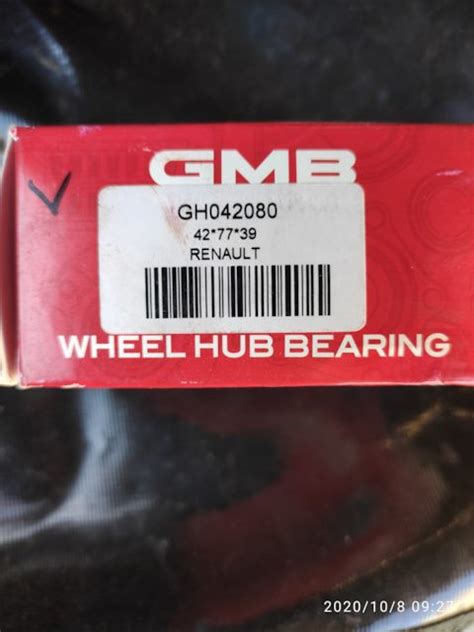 GMB
GH042080
42*77*39
RENAULT
WHEEL HUB BEARING
2020/10/8 09:27